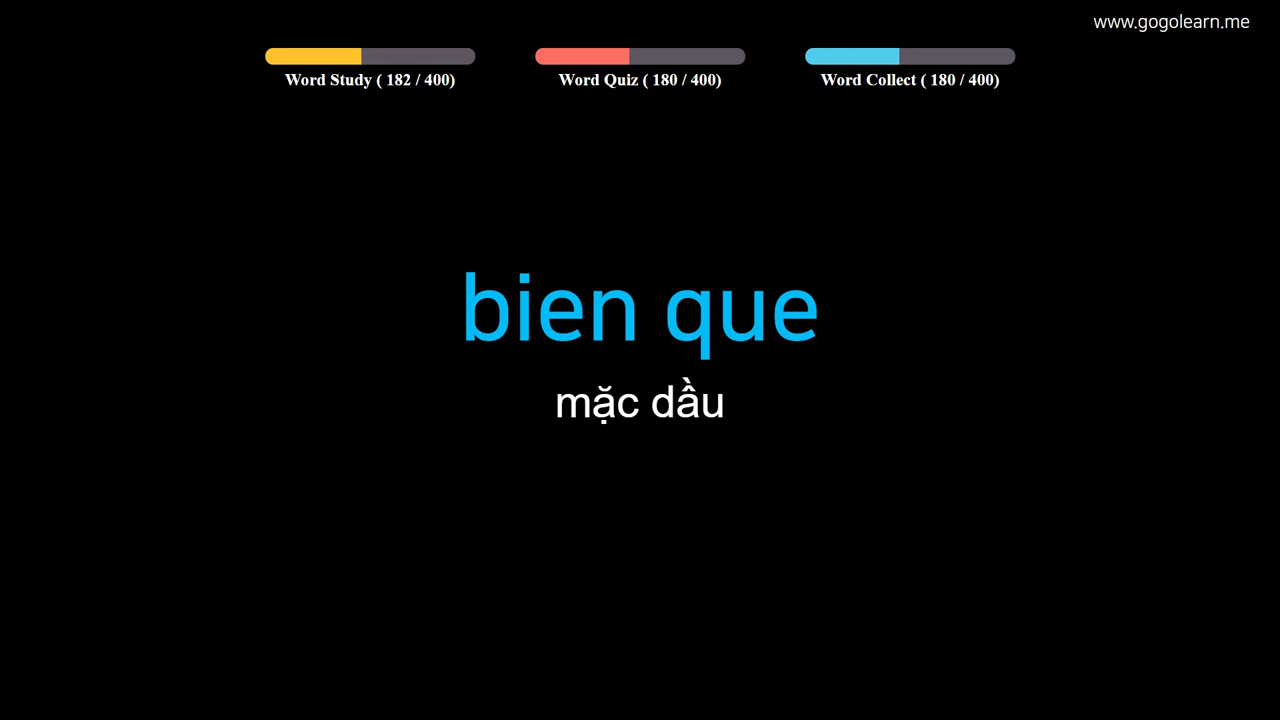 www.gogolearn.me
Word Study ( 182 / 400)
Word Quiz ( 180 / 400)
Word Collect ( 180 / 400)
bien que
mặc dầu